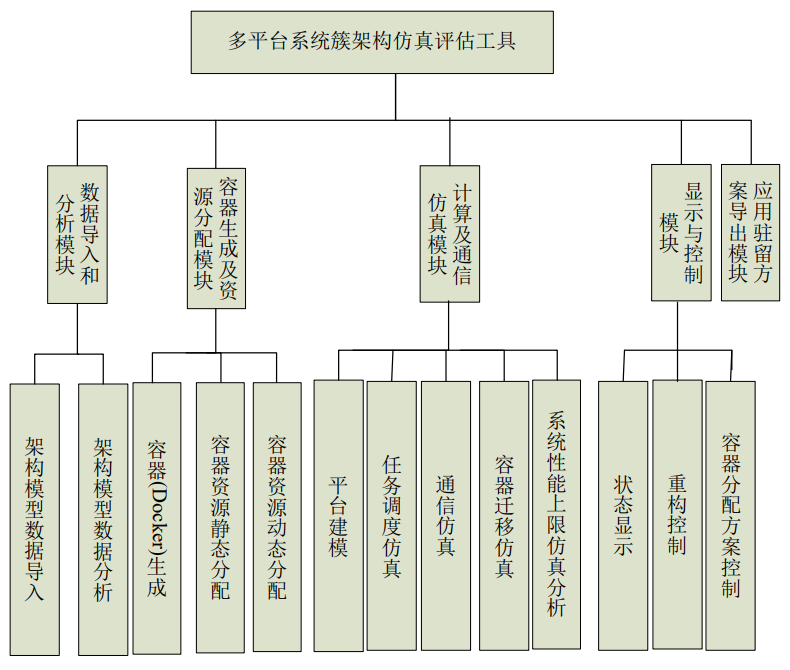 多平台系统簇架构仿真评估工具
数据导入和
分析模块
容器生成及资
源分配模块
计算及通信
仿真模块
显示与控制
模块
应用驻留方
案导出模块
架构模型数据导入
架构模型数据分析
容器(Docker)生成
容器资源静态分配
容器资源动态分配
平台建模
任务调度仿真
通信仿真
容器迁移仿真
系统性能上限仿真分析
状态显示
重构控制
容器分配方案控制